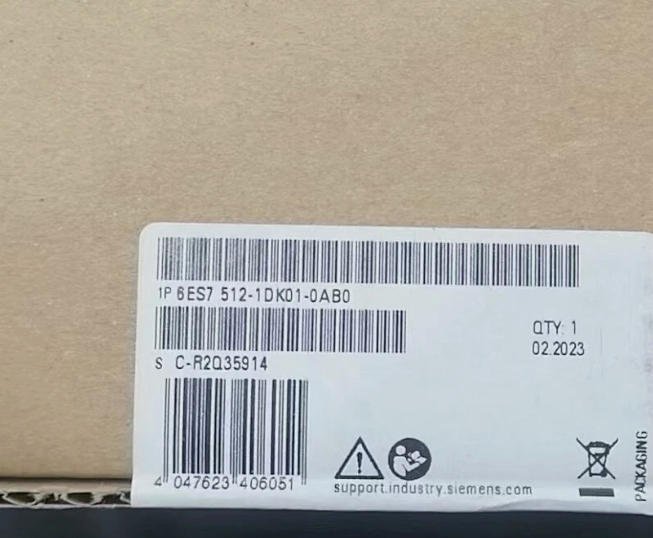 1P 6ES7 512-1DK01-0AB0
QTY: 1
02.2023
S C-R2Q35914
4 047623 406051
support.industry.siemens.com
PACKAGING